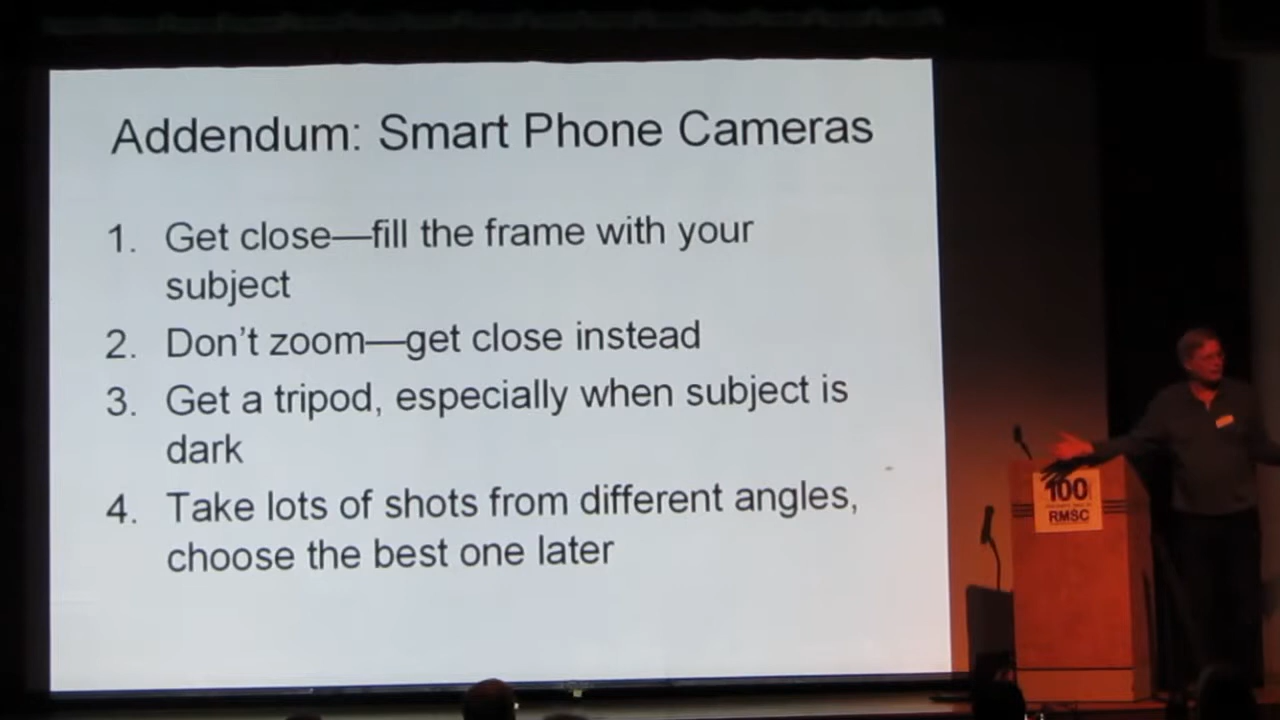 Addendum: Smart Phone Cameras
1. Get close—fill the frame with your
subject
2. Don't zoom—get close instead
3. Get a tripod, especially when subject is
dark
4. Take lots of shots from different angles,
choose the best one later
100
RMSC